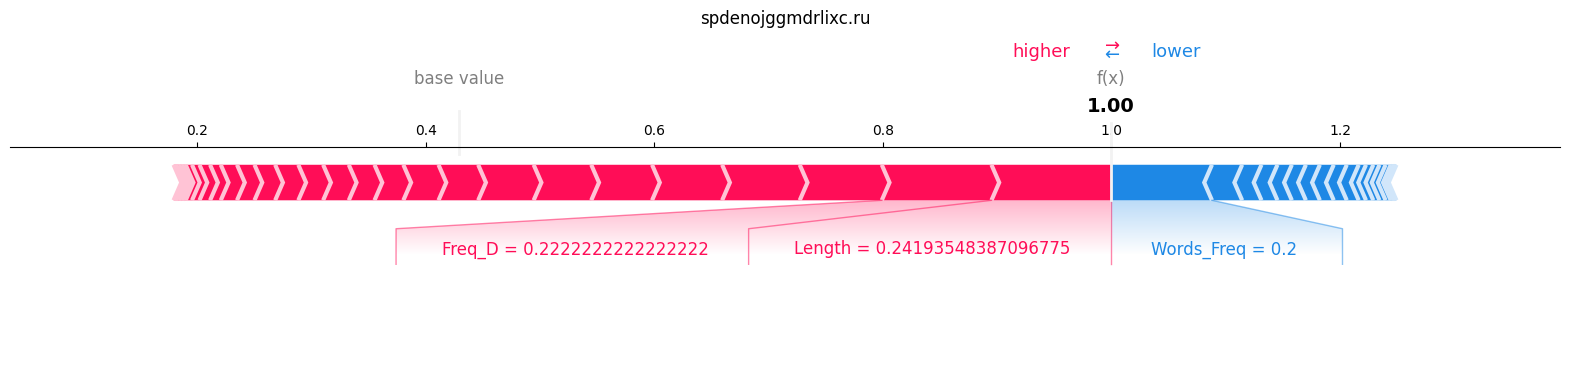 spdenojggmdrlixc.ru
higher ⇄ lower
base value f(x)
1.00
0.2 0.4 0.6 0.8 1.0 1.2
Freq_D = 0.2222222222222222 Length = 0.24193548387096775 Words_Freq = 0.2